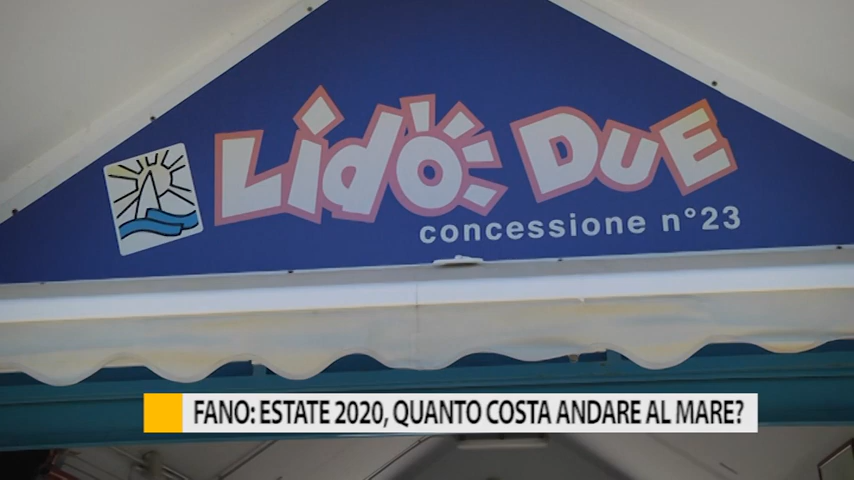 LiDO DuE
concessione n°23
FANO: ESTATE 2020, QUANTO COSTA ANDARE AL MARE?